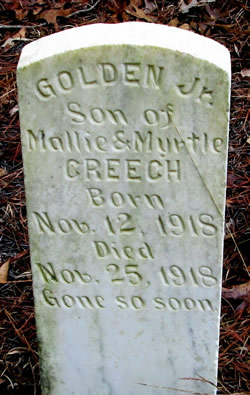 GOLDEN Jr.
Son of
Mallie & Myrtle
CREECH
Born
Nov. 12, 1918
Died
Nov. 25, 1918
Gone so soon